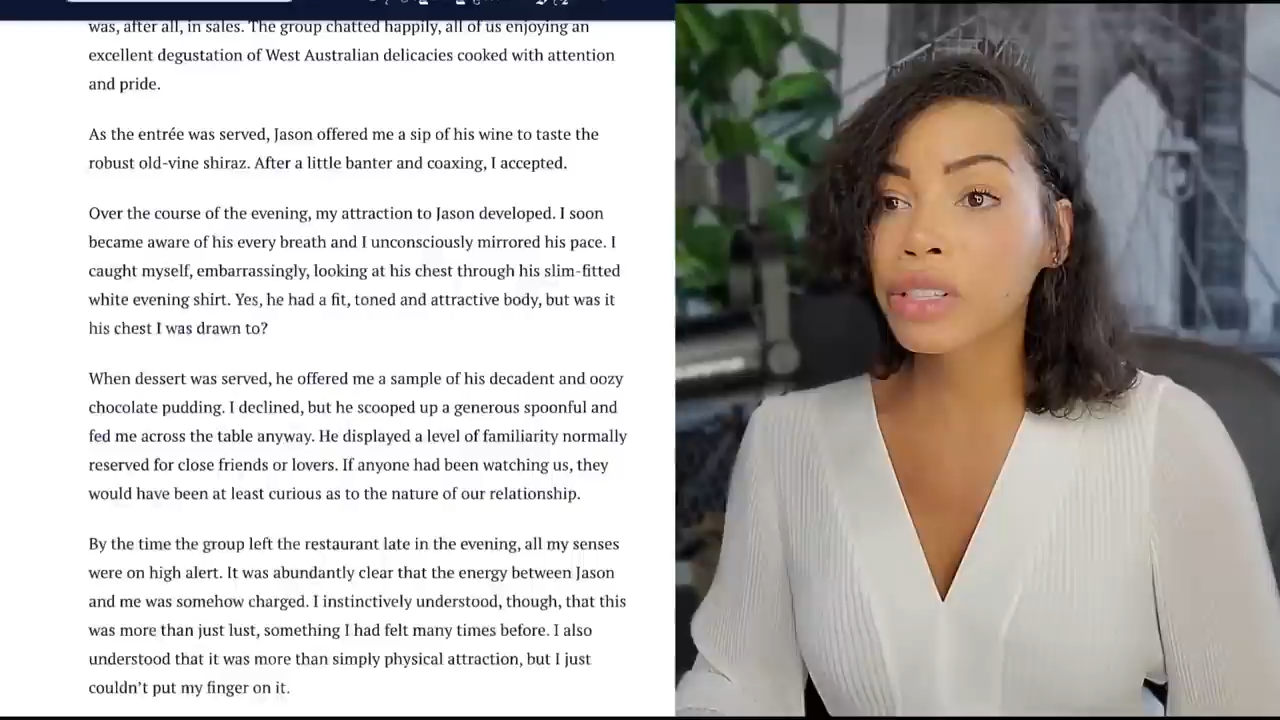 was, after all, in sales. The group chatted happily, all of us enjoying an
excellent degustation of West Australian delicacies cooked with attention
and pride.
As the entrée was served, Jason offered me a sip of his wine to taste the
robust old-vine shiraz. After a little banter and coaxing, I accepted.
Over the course of the evening, my attraction to Jason developed. I soon
became aware of his every breath and I unconsciously mirrored his pace. I
caught myself, embarrassingly, looking at his chest through his slim-fitted
white evening shirt. Yes, he had a fit, toned and attractive body, but was it
his chest I was drawn to?
When dessert was served, he offered me a sample of his decadent and oozy
chocolate pudding. I declined, but he scooped up a generous spoonful and
fed me across the table anyway. He displayed a level of familiarity normally
reserved for close friends or lovers. If anyone had been watching us, they
would have been at least curious as to the nature of our relationship.
By the time the group left the restaurant late in the evening, all my senses
were on high alert. It was abundantly clear that the energy between Jason
and me was somehow charged. I instinctively understood, though, that this
was more than just lust, something I had felt many times before. I also
understood that it was more than simply physical attraction, but I just
couldn’t put my finger on it.